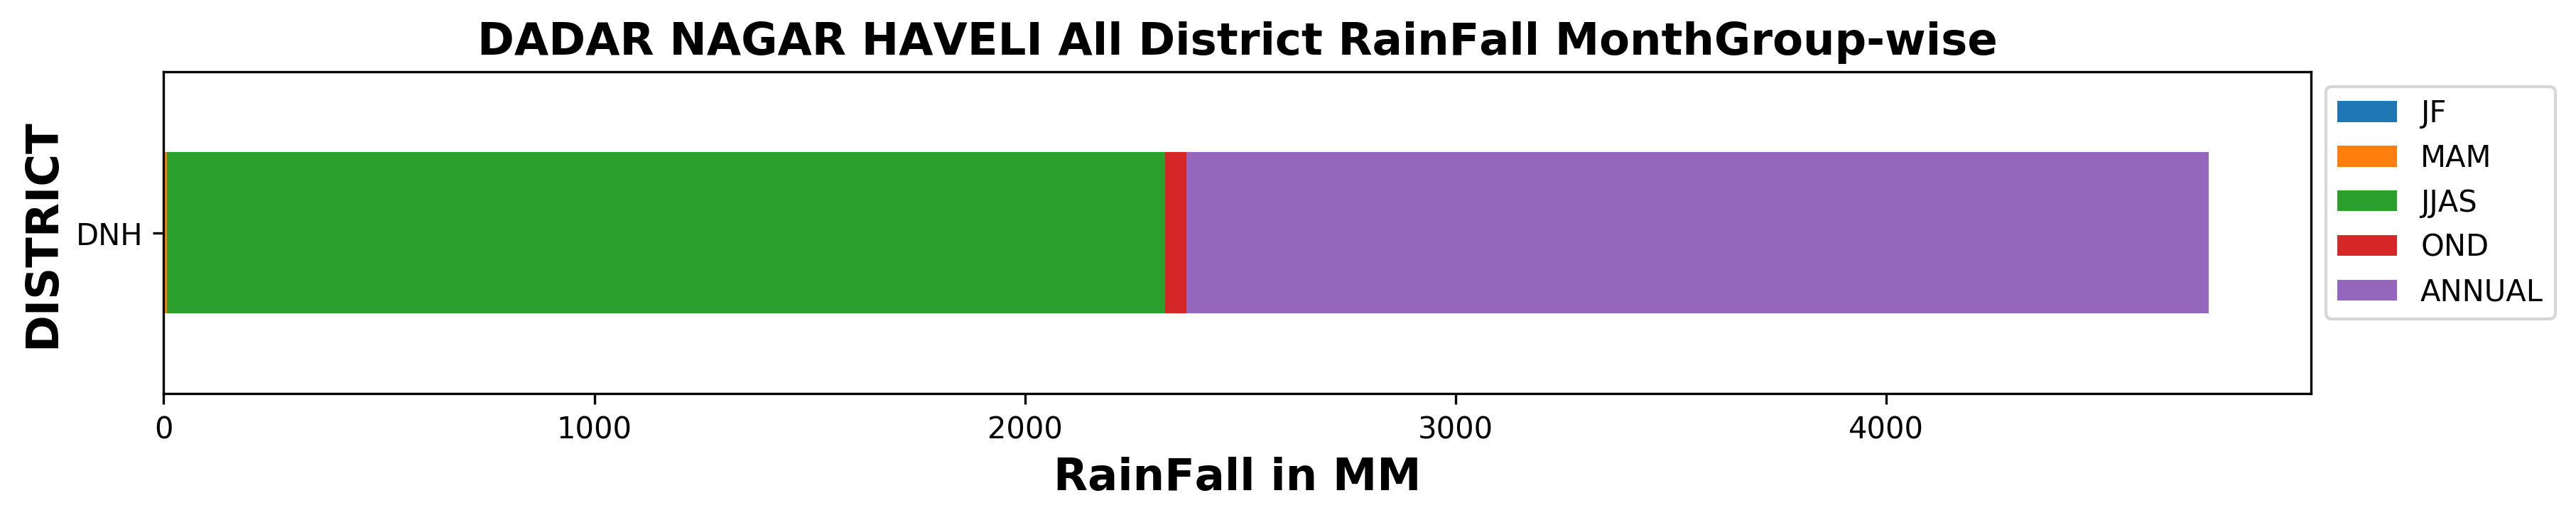 DADAR NAGAR HAVELI All District RainFall MonthGroup-wise
DISTRICT
DNH
JF
MAM
JJAS
OND
ANNUAL
0 1000 2000 3000 4000
RainFall in MM